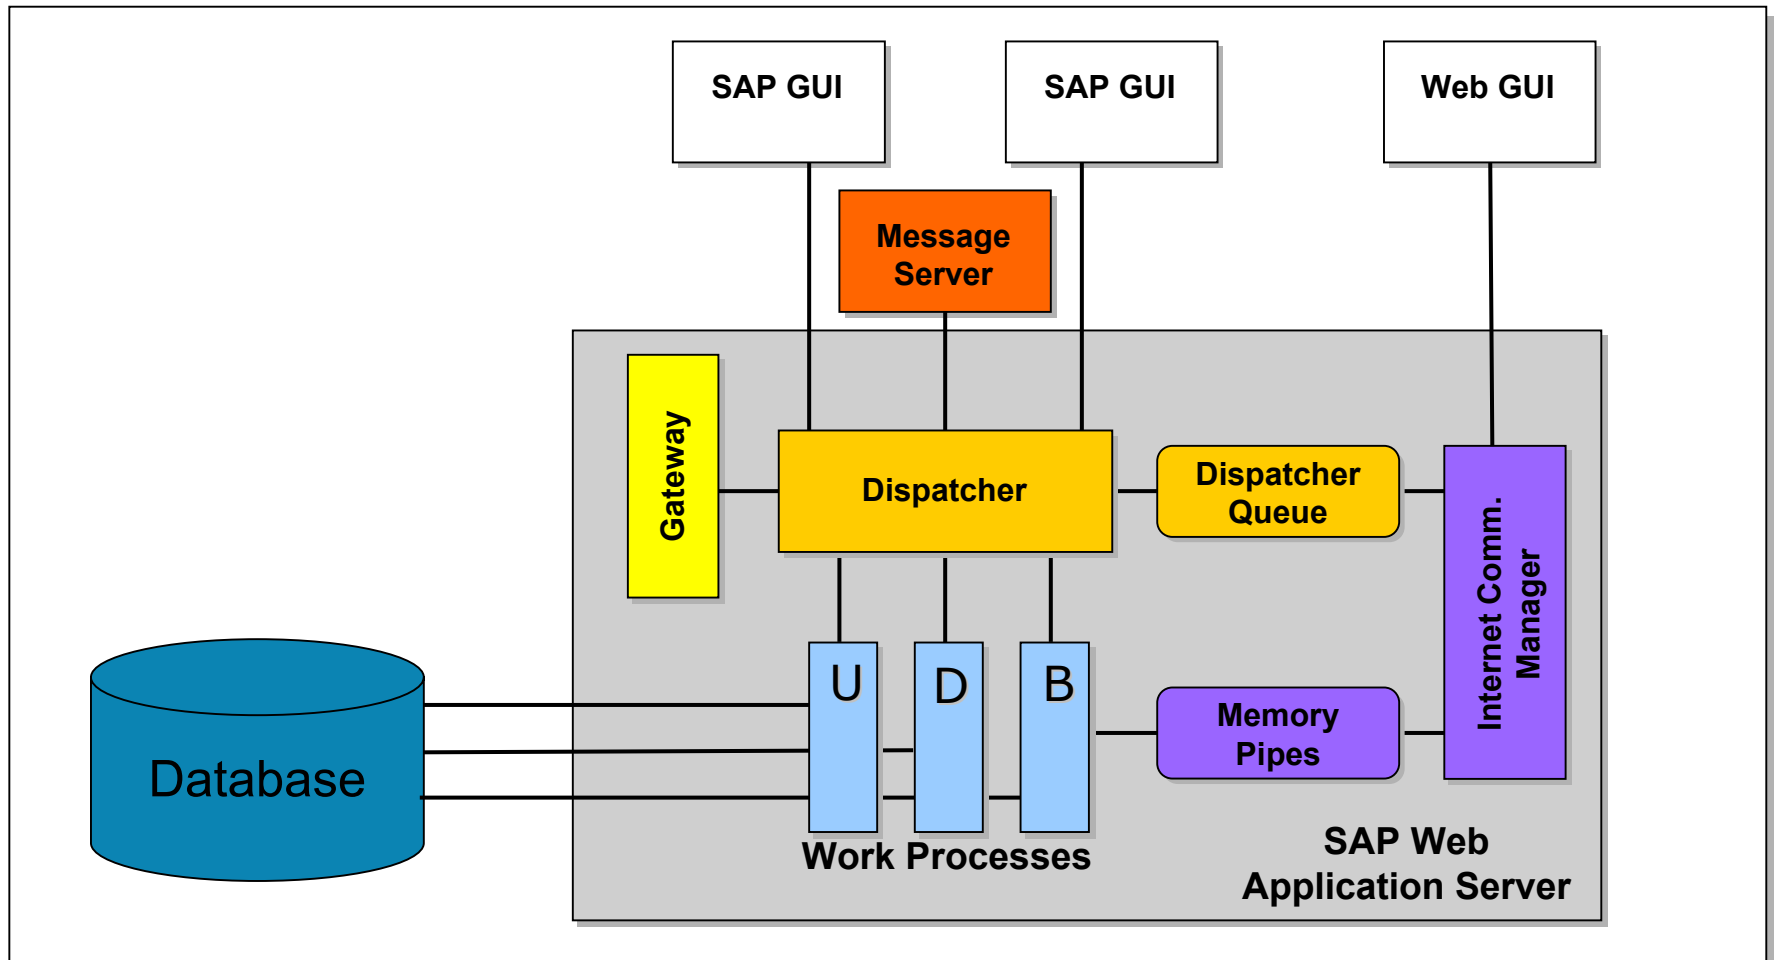 SAP GUI
SAP GUI
Web GUI
Message
Server
Gateway
Dispatcher
Dispatcher
Queue
Internet Comm.
Manager
U
D
B
Memory
Pipes
Database
Work Processes
SAP Web
Application Server